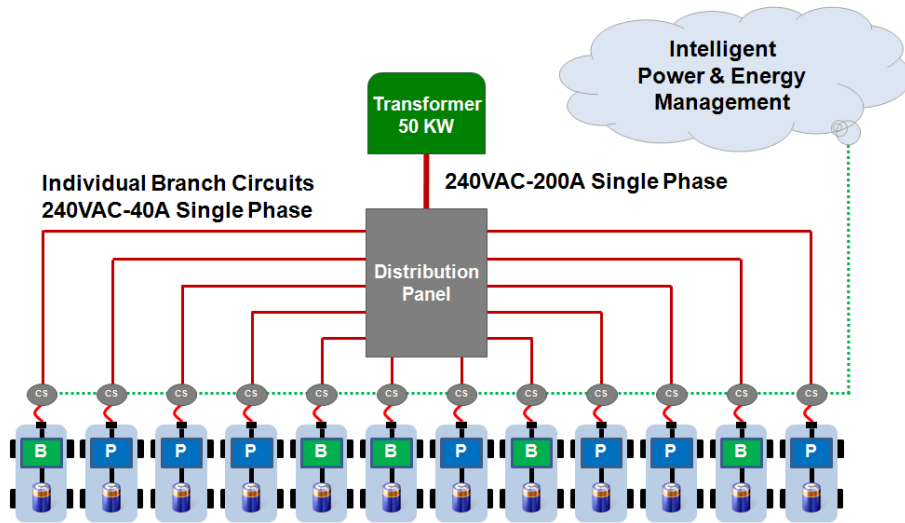 Intelligent
Power & Energy
Management
Transformer
50 KW
Individual Branch Circuits
240VAC-40A Single Phase
240VAC-200A Single Phase
Distribution
Panel
CS CS CS CS CS CS CS CS CS CS CS CS
B P P P B B P B P P B P